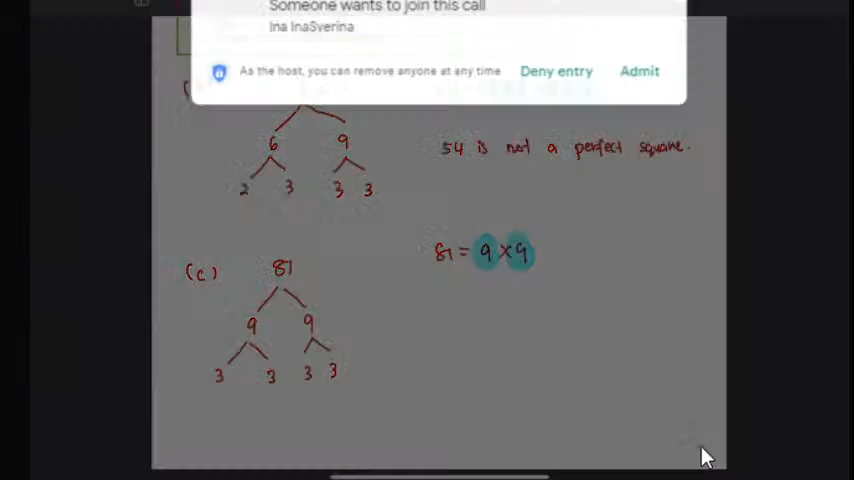 Someone wants to join this call
Ina InaSverina
As the host, you can remove anyone at any time Deny entry Admit
6 9
54 is not a perfect square.
2 3 3 3
81 = 9 × 9
(c) 81
9 9
3 3 3 3